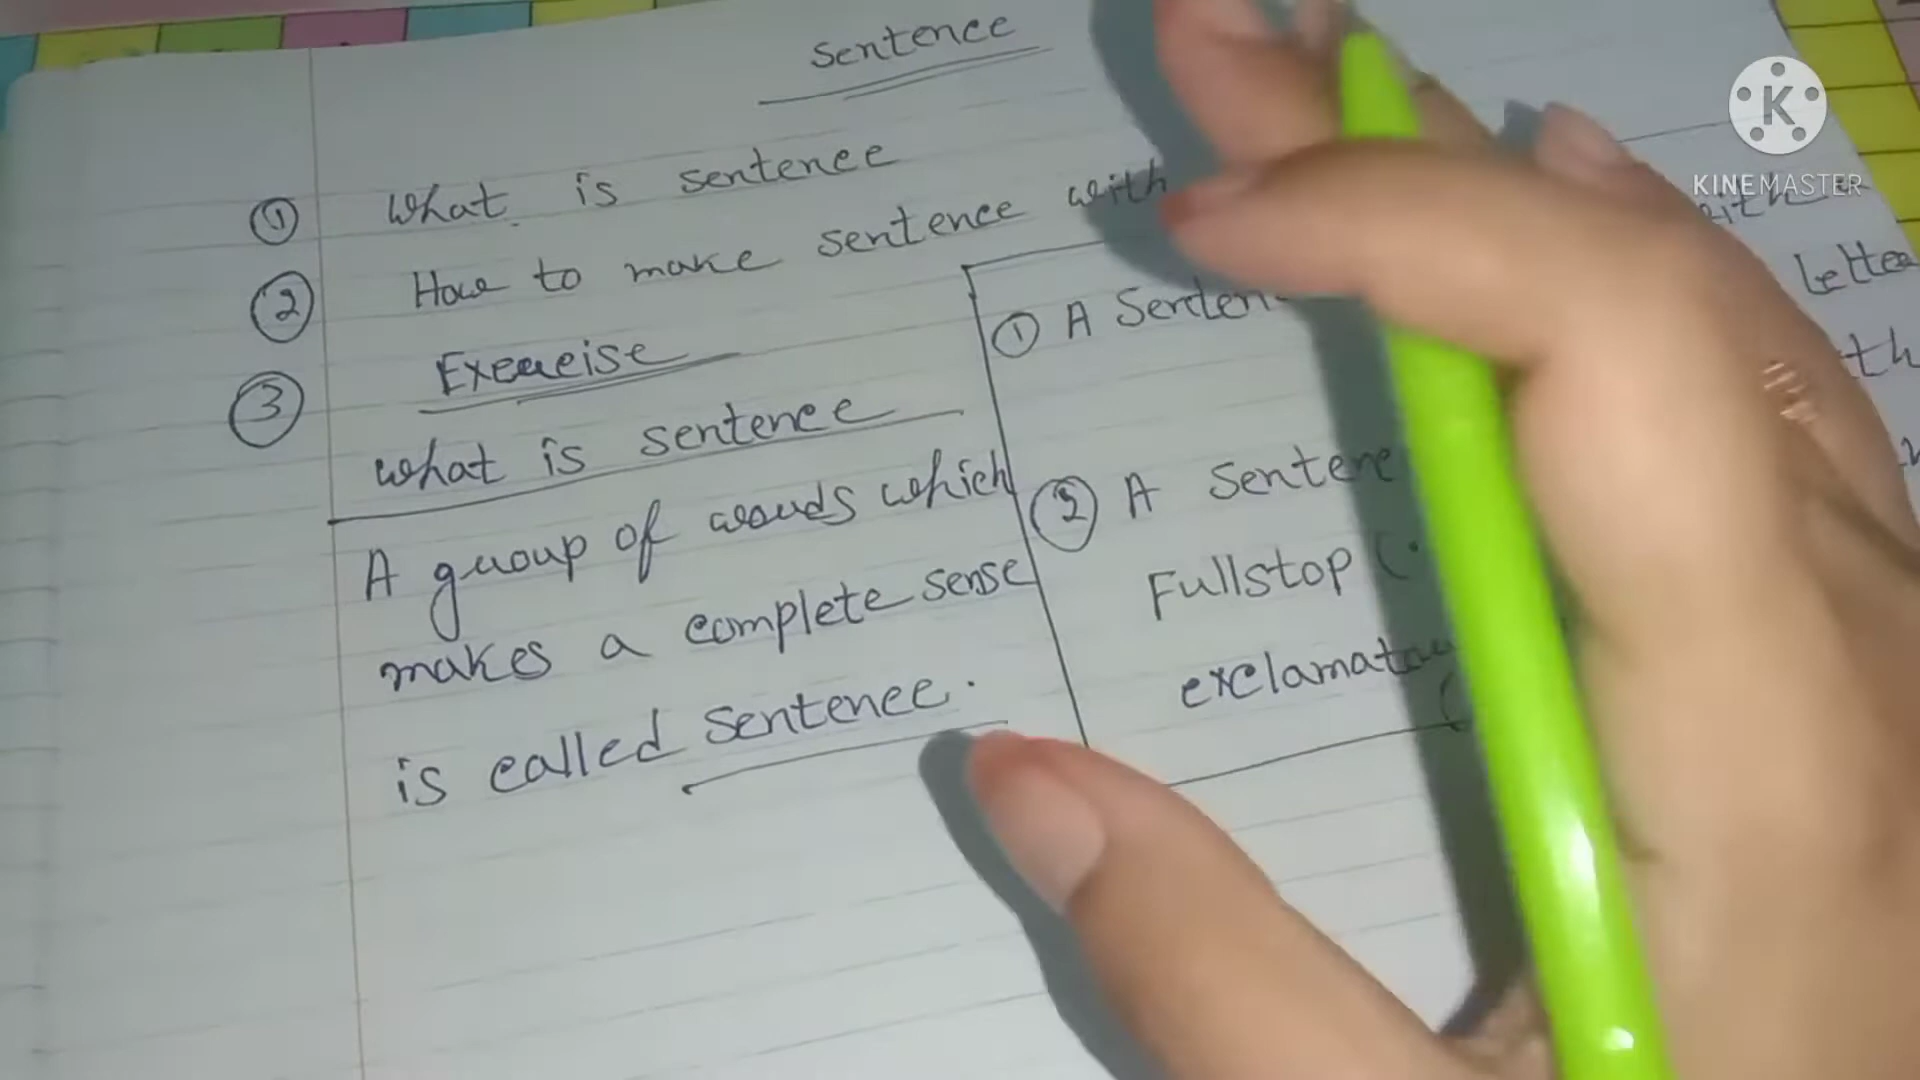 Sentence
① What is sentence
② How to make sentence with
③ Exercise
what is sentence
A group of words which
makes a complete sense
is called sentence.
① A Senten
letter
② A Sentenc
Fullstop (.
exclamato
KINEMASTER